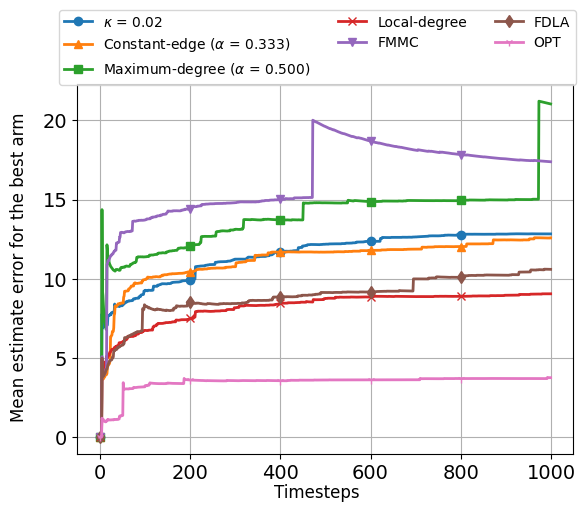 κ = 0.02
Constant-edge (α = 0.333)
Maximum-degree (α = 0.500)
Local-degree
FMMC
FDLA
OPT
Mean estimate error for the best arm
20
15
10
5
0
0 200 400 600 800 1000
Timesteps